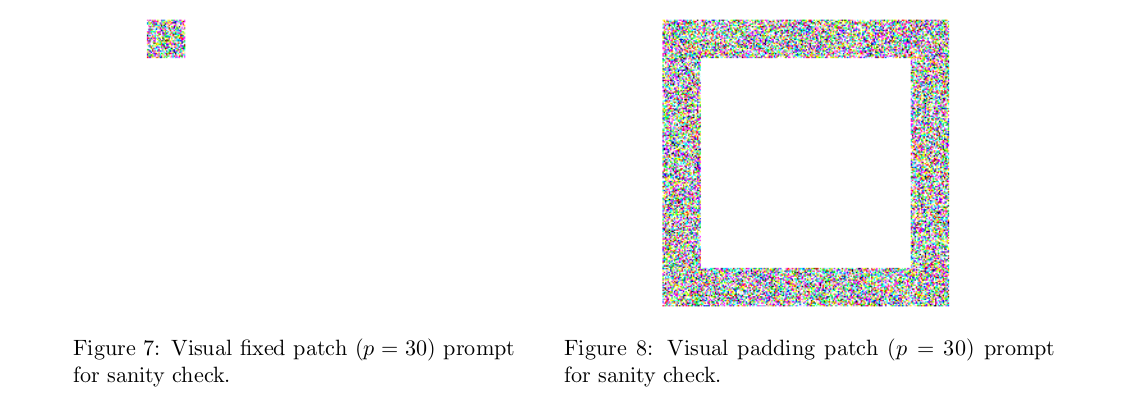 Figure 7: Visual fixed patch (p = 30) prompt
for sanity check.
Figure 8: Visual padding patch (p = 30) prompt
for sanity check.